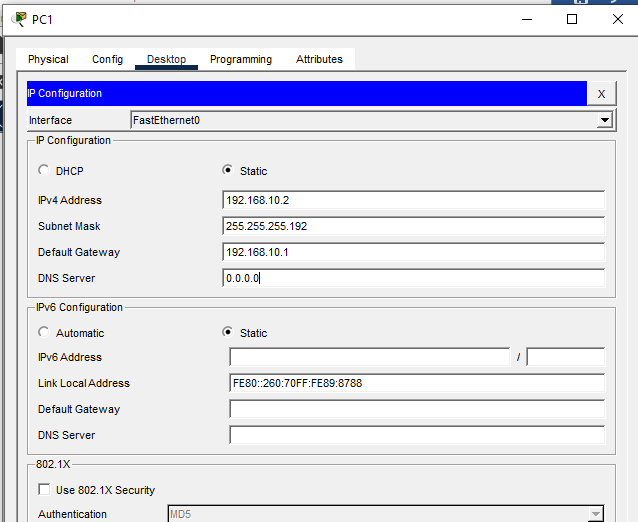 PC1
Physical Config Desktop Programming Attributes
IP Configuration X
Interface FastEthernet0
IP Configuration
DHCP Static
IPv4 Address 192.168.10.2
Subnet Mask 255.255.255.192
Default Gateway 192.168.10.1
DNS Server 0.0.0.0
IPv6 Configuration
Automatic Static
IPv6 Address /
Link Local Address FE80::260:70FF:FE89:8788
Default Gateway
DNS Server
802.1X
Use 802.1X Security
Authentication MD5